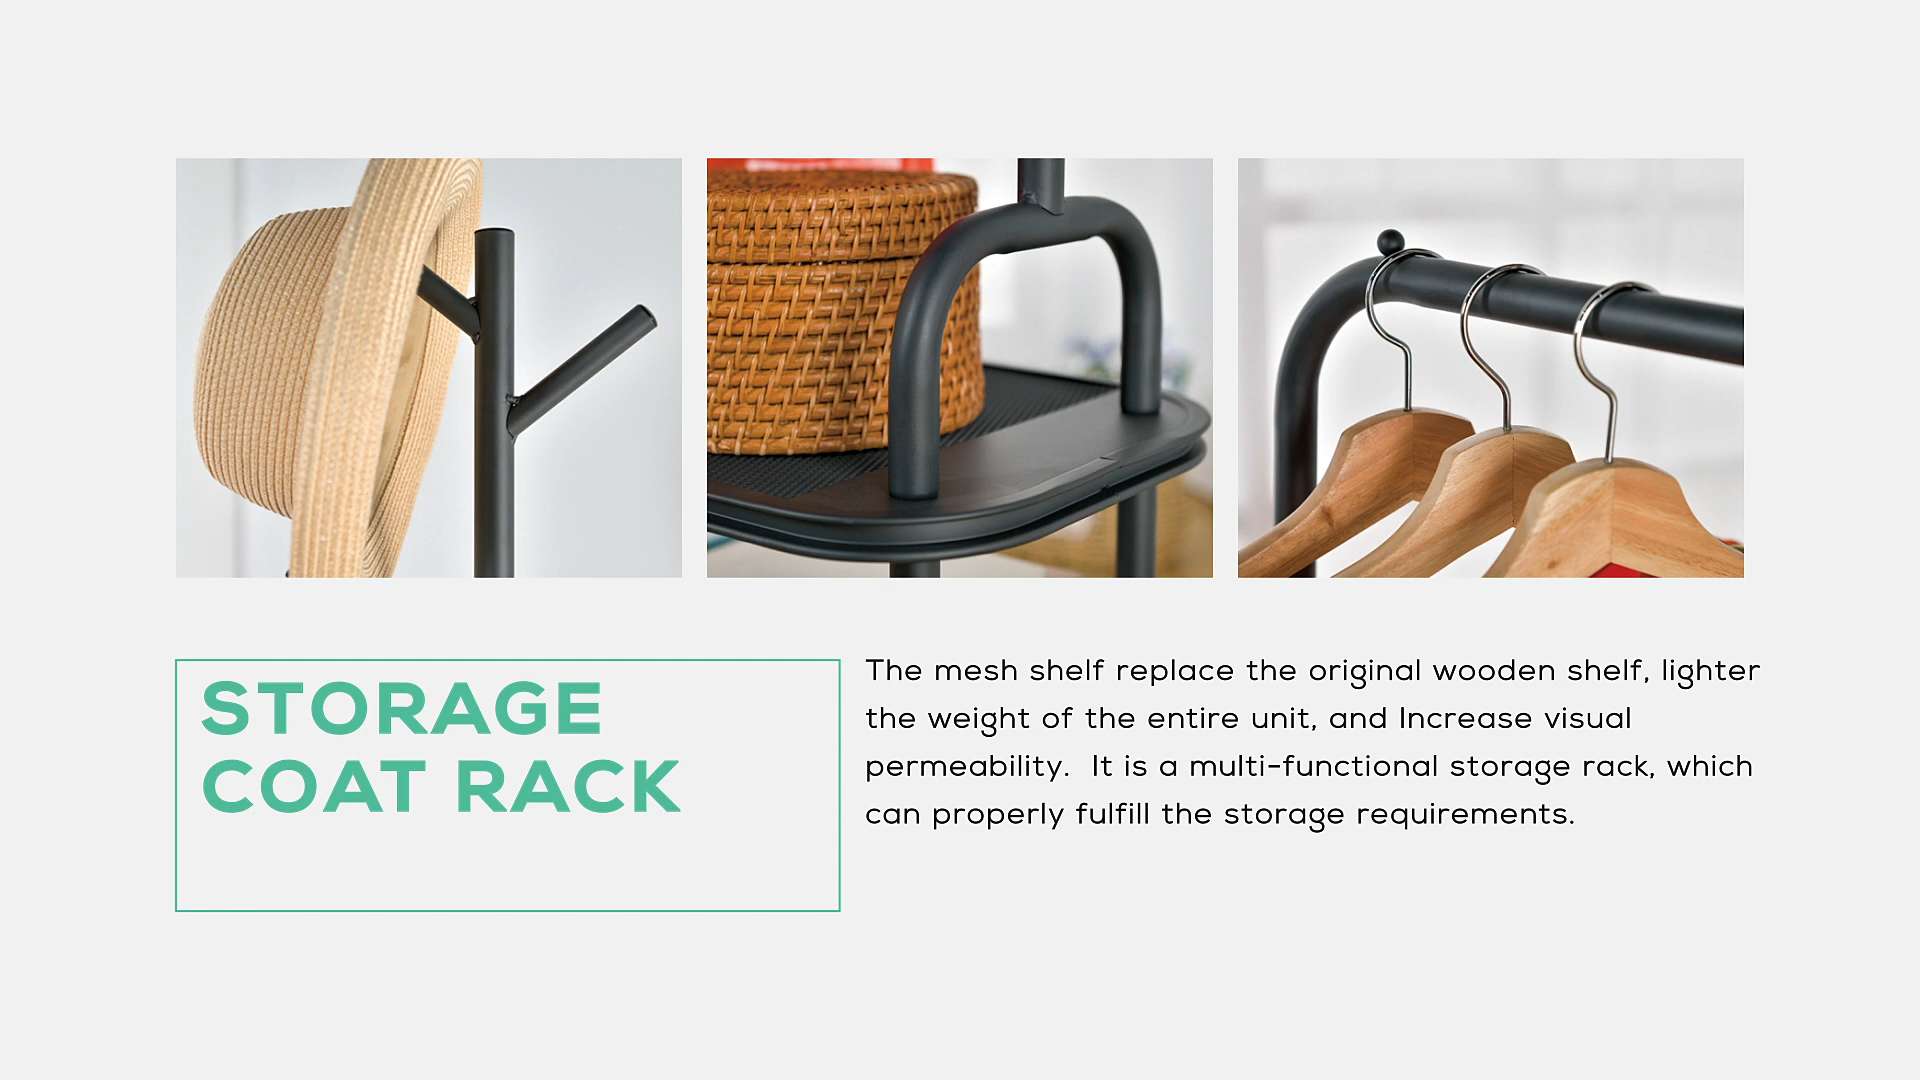 STORAGE
COAT RACK
The mesh shelf replace the original wooden shelf, lighter
the weight of the entire unit, and Increase visual
permeability.  It is a multi-functional storage rack, which
can properly fulfill the storage requirements.